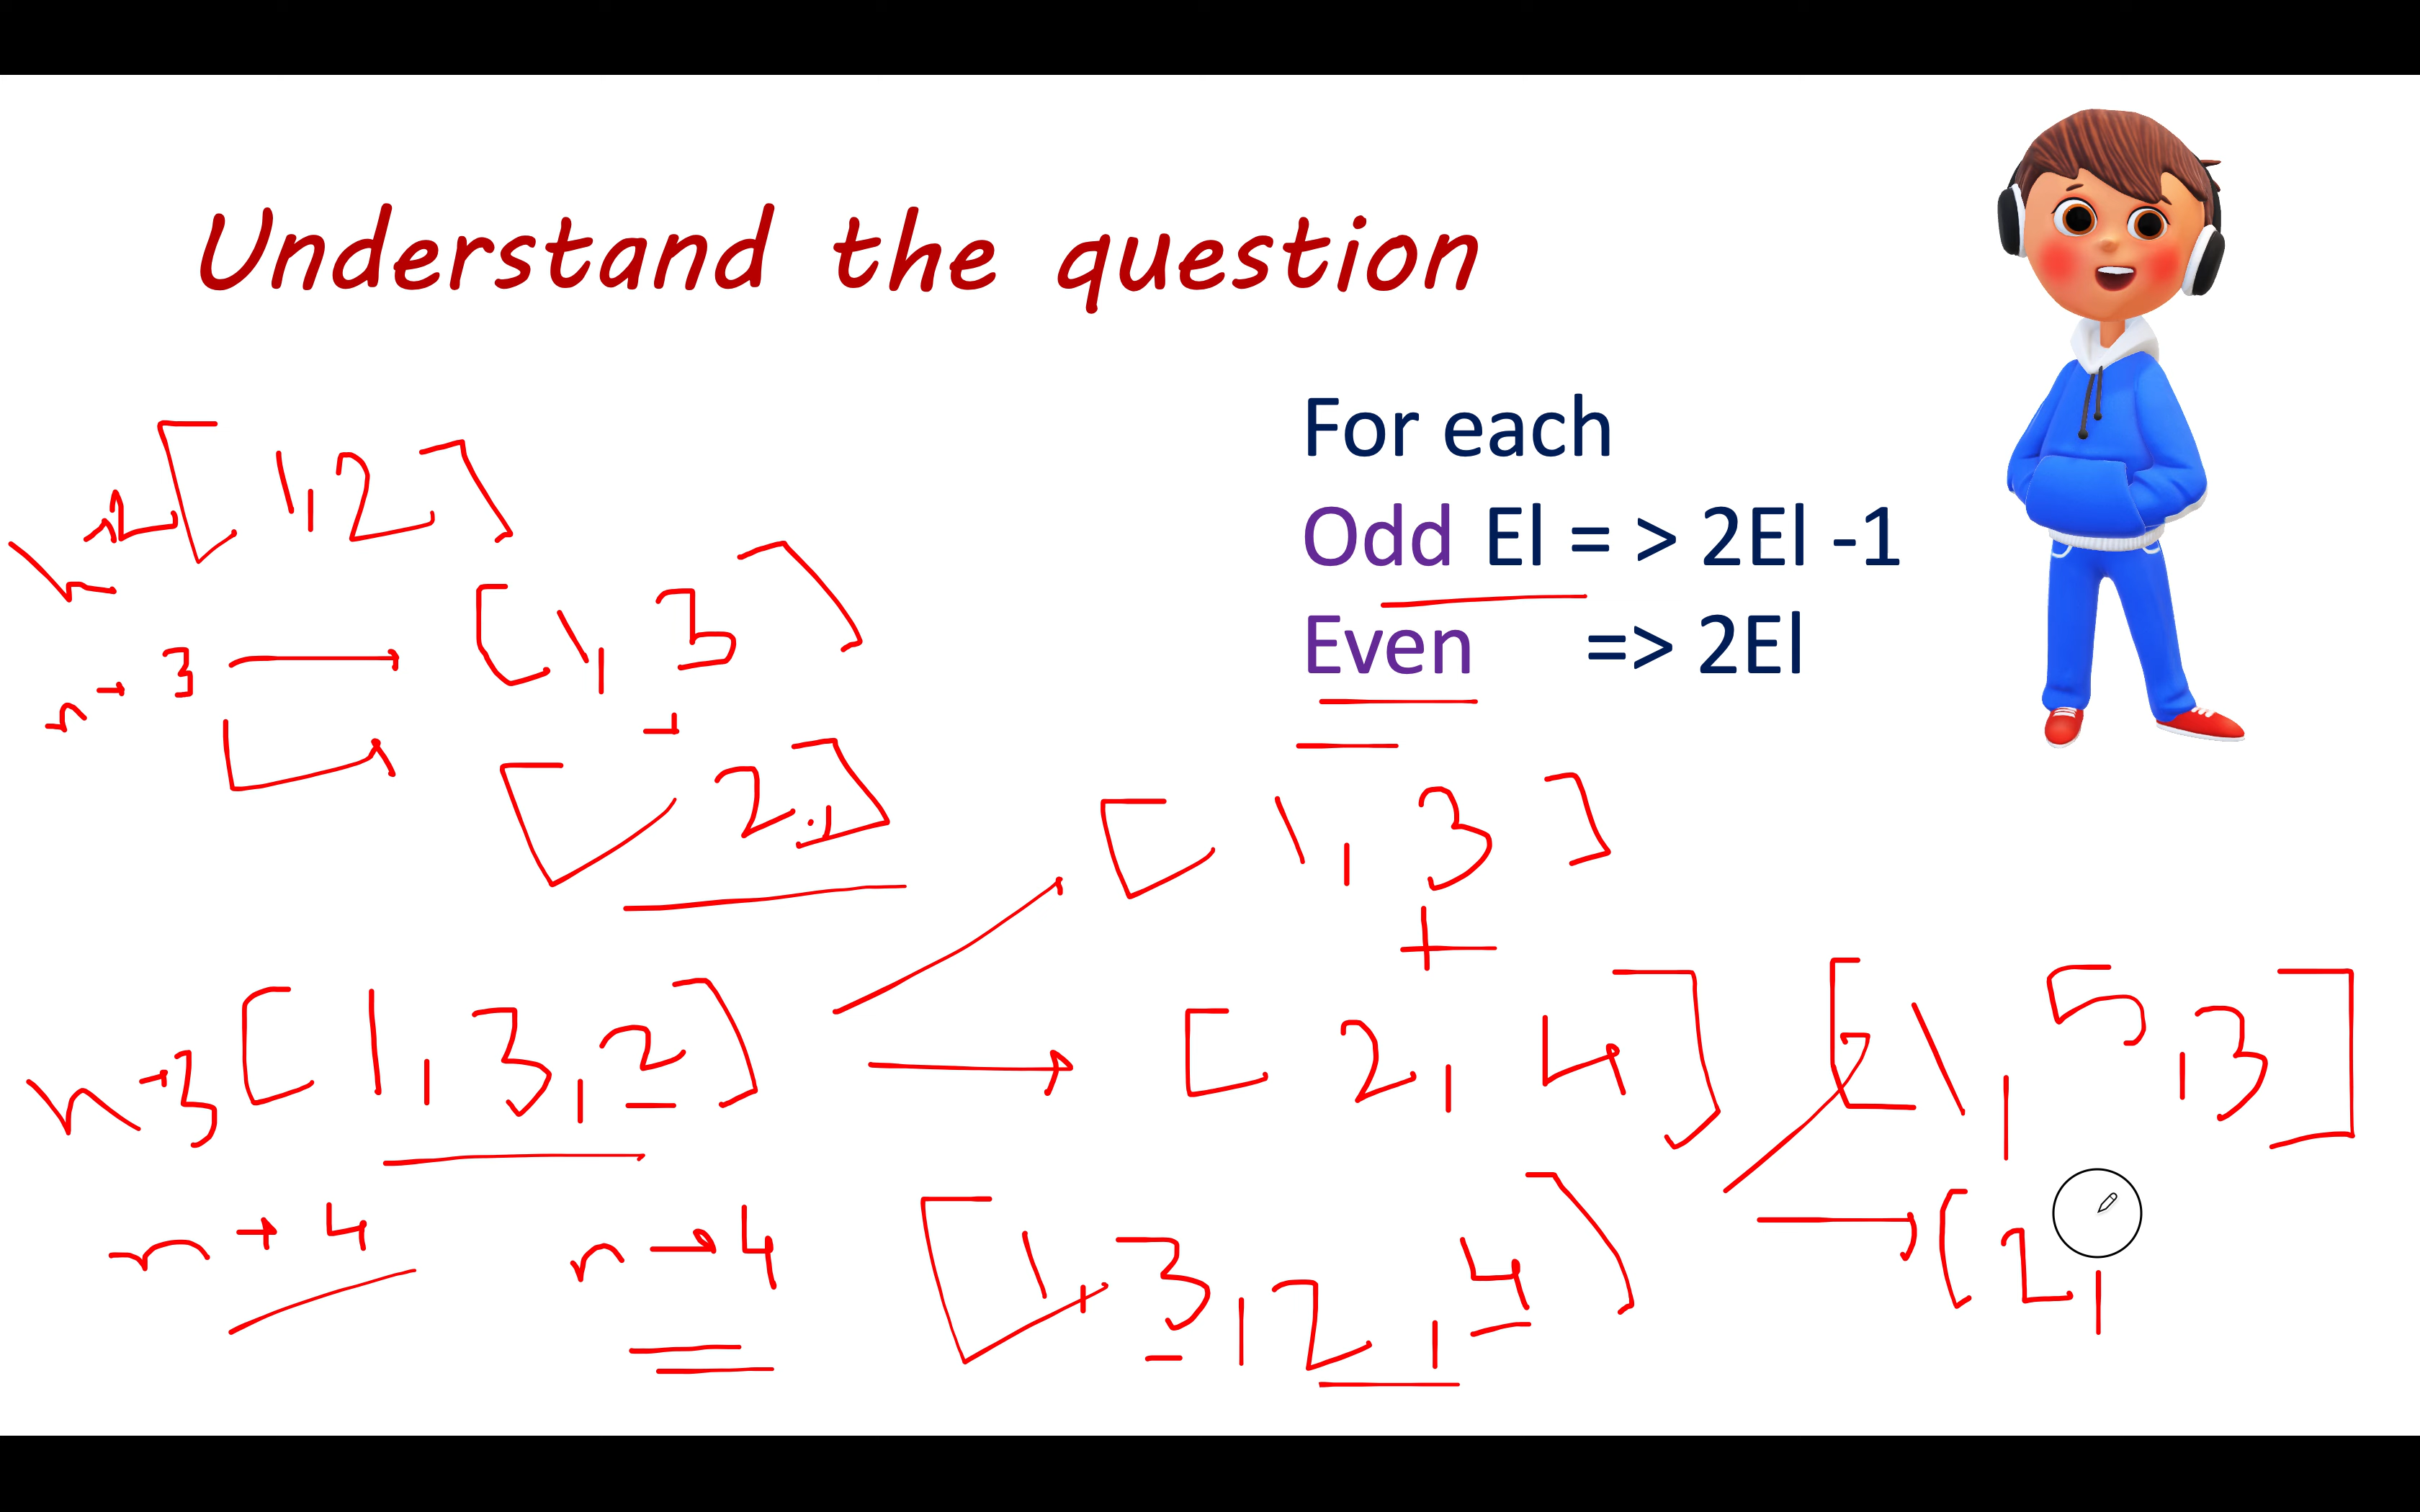 Understand the question
For each
Odd El = > 2El -1
Even => 2El
n 2 [ 1, 2 ]
n → 3 → [ 1, 3 ]
+
[ 2, ]
[ 1, 3 ]
+
n → 3 [ 1, 3, 2 ] → [ 2, 4 ]
[ 1, 5, 3 ]
n → 4
n → 4 [ 1, 3, 2, 4 ]
→ [ 2,